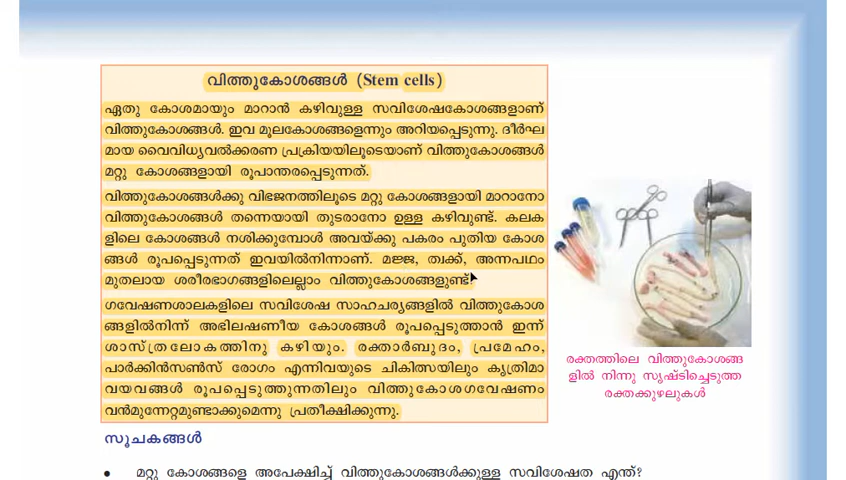 വിത്തുകോശങ്ങൾ (Stem cells)
ഏതു കോശമായും മാറാൻ കഴിവുള്ള സവിശേഷകോശങ്ങളാണ്
വിത്തുകോശങ്ങൾ. ഇവ മൂലകോശങ്ങളെന്നും അറിയപ്പെടുന്നു. ദീർഘ
മായ വൈവിധ്യവൽക്കരണ പ്രക്രിയയിലൂടെയാണ് വിത്തുകോശങ്ങൾ
മറ്റു കോശങ്ങളായി രൂപാന്തരപ്പെടുന്നത്.
വിത്തുകോശങ്ങൾക്കു വിഭജനത്തിലൂടെ മറ്റു കോശങ്ങളായി മാറാനോ
വിത്തുകോശങ്ങൾ തന്നെയായി തുടരാനോ ഉള്ള കഴിവുണ്ട്. കലക
ളിലെ കോശങ്ങൾ നശിക്കുമ്പോൾ അവയ്ക്കു പകരം പുതിയ കോശ
ങ്ങൾ രൂപപ്പെടുന്നത് ഇവയിൽനിന്നാണ്. മജ്ജ, ത്വക്ക്, അന്നപഥം
മുതലായ ശരീരഭാഗങ്ങളിലെല്ലാം വിത്തുകോശങ്ങളുണ്ട്.
ഗവേഷണശാലകളിലെ സവിശേഷ സാഹചര്യങ്ങളിൽ വിത്തുകോശ
ങ്ങളിൽനിന്ന് അഭിലഷണീയ കോശങ്ങൾ രൂപപ്പെടുത്താൻ ഇന്ന്
ശാസ്ത്രലോകത്തിനു കഴിയും. രക്താർബുദം, പ്രമേഹം,
പാർക്കിൻസൺസ് രോഗം എന്നിവയുടെ ചികിത്സയിലും കൃത്രിമാ
വയവങ്ങൾ രൂപപ്പെടുത്തുന്നതിലും വിത്തുകോശഗവേഷണം
വൻമുന്നേറ്റമുണ്ടാക്കുമെന്നു പ്രതീക്ഷിക്കുന്നു.
രക്തത്തിലെ വിത്തുകോശങ്ങ
ളിൽ നിന്നു സൃഷ്ടിച്ചെടുത്ത
രക്തക്കുഴലുകൾ
സൂചകങ്ങൾ
• മറ്റു കോശങ്ങളെ അപേക്ഷിച്ച് വിത്തുകോശങ്ങൾക്കുള്ള സവിശേഷത എന്ത്?